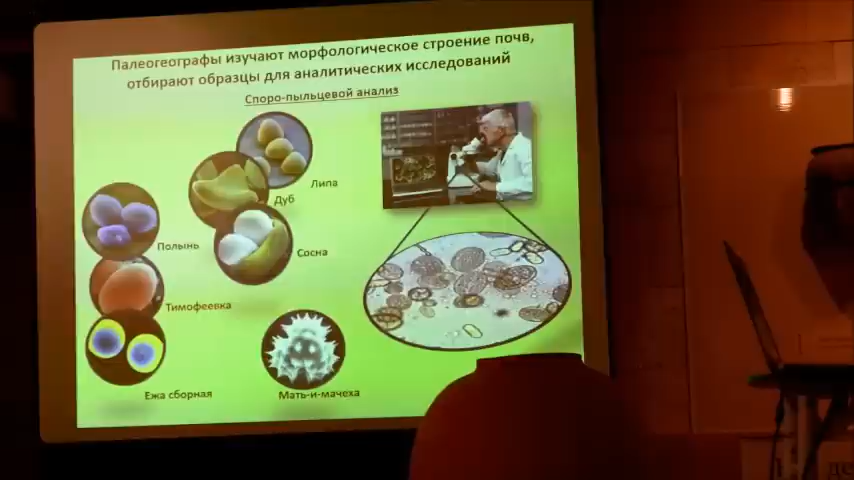 Палеогеографы изучают морфологическое строение почв,
отбирают образцы для аналитических исследований
Споро-пыльцевой анализ
Липа
Дуб
Полынь
Сосна
Тимофеевка
Ежа сборная
Мать-и-мачеха